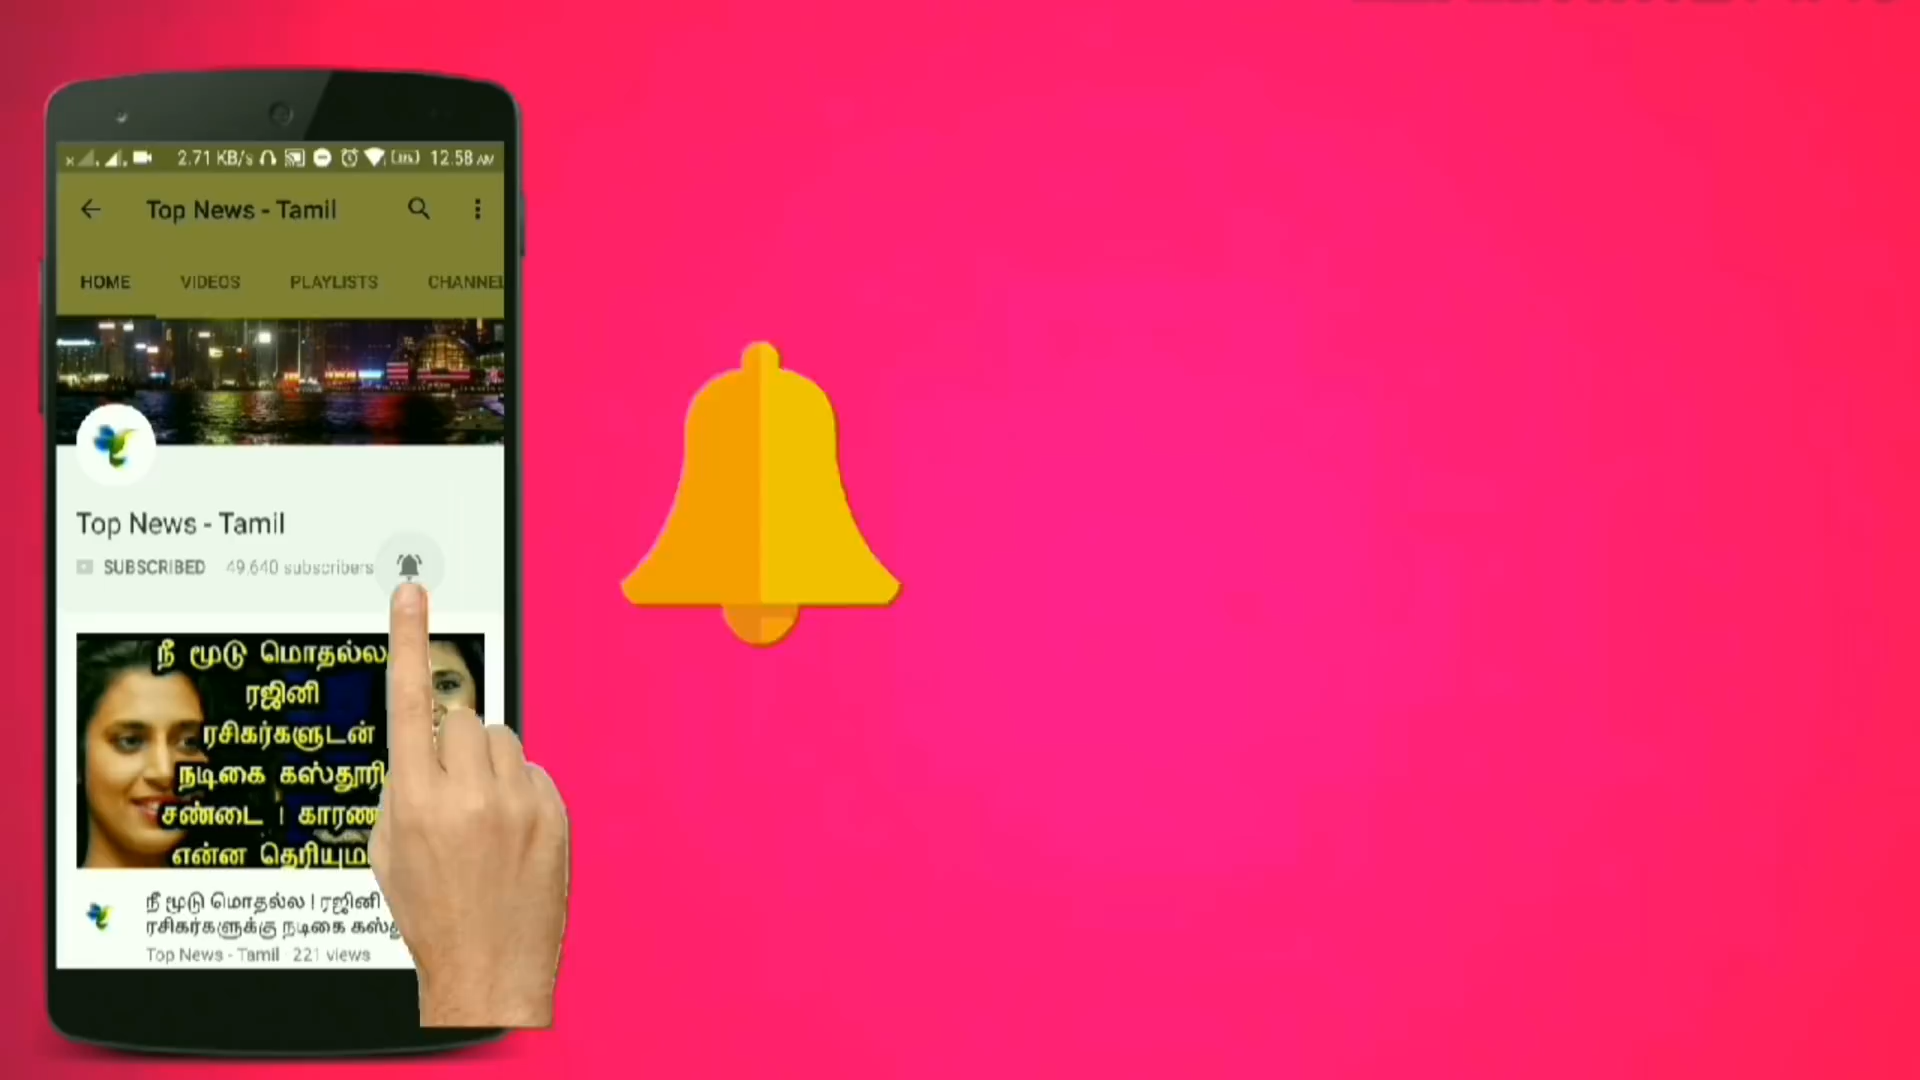 2.71 KB/s 12.58 AM
Top News - Tamil
HOME VIDEOS PLAYLISTS CHANNEL
Top News - Tamil
SUBSCRIBED 49,640 subscribers
நீ மூடு மொதல்ல
ரஜினி
ரசிகர்களுடன்
நடிகை கஸ்தூரி
சண்டை | காரண
என்ன தெரியுமா
நீ மூடு மொதல்ல | ரஜினி
ரசிகர்களுக்கு நடிகை கஸ்தூ
Top News - Tamil 221 views